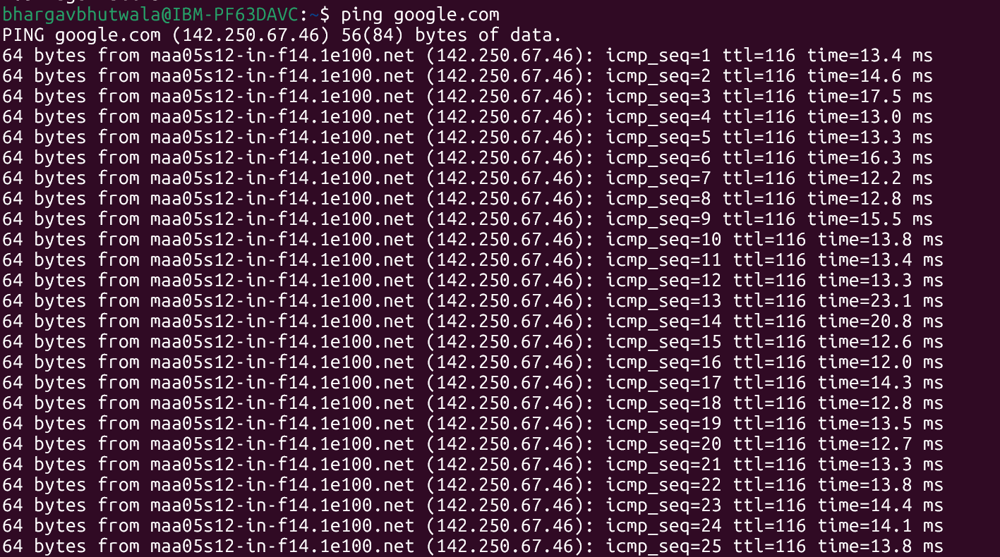 bhargavbhutwala@IBM-PF63DAVC:~$ ping google.com
PING google.com (142.250.67.46) 56(84) bytes of data.
64 bytes from maa05s12-in-f14.1e100.net (142.250.67.46): icmp_seq=1 ttl=116 time=13.4 ms
64 bytes from maa05s12-in-f14.1e100.net (142.250.67.46): icmp_seq=2 ttl=116 time=14.6 ms
64 bytes from maa05s12-in-f14.1e100.net (142.250.67.46): icmp_seq=3 ttl=116 time=17.5 ms
64 bytes from maa05s12-in-f14.1e100.net (142.250.67.46): icmp_seq=4 ttl=116 time=13.0 ms
64 bytes from maa05s12-in-f14.1e100.net (142.250.67.46): icmp_seq=5 ttl=116 time=13.3 ms
64 bytes from maa05s12-in-f14.1e100.net (142.250.67.46): icmp_seq=6 ttl=116 time=16.3 ms
64 bytes from maa05s12-in-f14.1e100.net (142.250.67.46): icmp_seq=7 ttl=116 time=12.2 ms
64 bytes from maa05s12-in-f14.1e100.net (142.250.67.46): icmp_seq=8 ttl=116 time=12.8 ms
64 bytes from maa05s12-in-f14.1e100.net (142.250.67.46): icmp_seq=9 ttl=116 time=15.5 ms
64 bytes from maa05s12-in-f14.1e100.net (142.250.67.46): icmp_seq=10 ttl=116 time=13.8 ms
64 bytes from maa05s12-in-f14.1e100.net (142.250.67.46): icmp_seq=11 ttl=116 time=13.4 ms
64 bytes from maa05s12-in-f14.1e100.net (142.250.67.46): icmp_seq=12 ttl=116 time=13.3 ms
64 bytes from maa05s12-in-f14.1e100.net (142.250.67.46): icmp_seq=13 ttl=116 time=23.1 ms
64 bytes from maa05s12-in-f14.1e100.net (142.250.67.46): icmp_seq=14 ttl=116 time=20.8 ms
64 bytes from maa05s12-in-f14.1e100.net (142.250.67.46): icmp_seq=15 ttl=116 time=12.6 ms
64 bytes from maa05s12-in-f14.1e100.net (142.250.67.46): icmp_seq=16 ttl=116 time=12.0 ms
64 bytes from maa05s12-in-f14.1e100.net (142.250.67.46): icmp_seq=17 ttl=116 time=14.3 ms
64 bytes from maa05s12-in-f14.1e100.net (142.250.67.46): icmp_seq=18 ttl=116 time=12.8 ms
64 bytes from maa05s12-in-f14.1e100.net (142.250.67.46): icmp_seq=19 ttl=116 time=13.5 ms
64 bytes from maa05s12-in-f14.1e100.net (142.250.67.46): icmp_seq=20 ttl=116 time=12.7 ms
64 bytes from maa05s12-in-f14.1e100.net (142.250.67.46): icmp_seq=21 ttl=116 time=13.3 ms
64 bytes from maa05s12-in-f14.1e100.net (142.250.67.46): icmp_seq=22 ttl=116 time=13.8 ms
64 bytes from maa05s12-in-f14.1e100.net (142.250.67.46): icmp_seq=23 ttl=116 time=14.4 ms
64 bytes from maa05s12-in-f14.1e100.net (142.250.67.46): icmp_seq=24 ttl=116 time=14.1 ms
64 bytes from maa05s12-in-f14.1e100.net (142.250.67.46): icmp_seq=25 ttl=116 time=13.8 ms